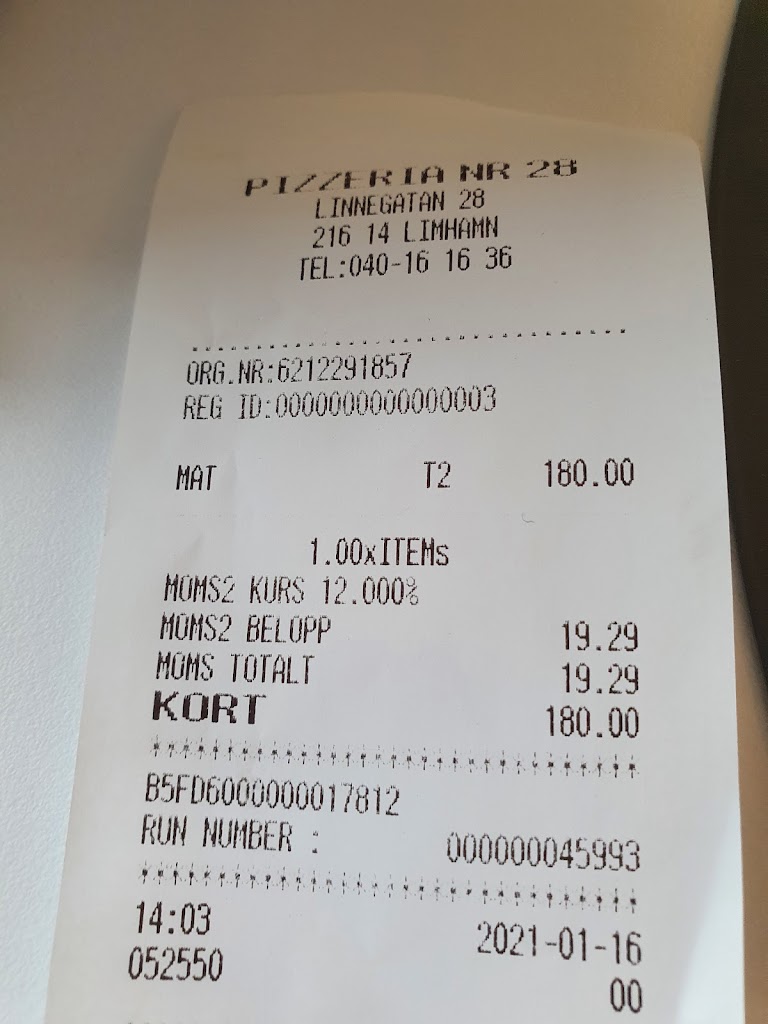 PIZZERIA NR 28
LINNEGATAN 28
216 14 LIMHAMN
TEL:040-16 16 36
ORG.NR:6212291857
REG ID:0000000000000003
MAT T2 180.00
1.00xITEMs
MOMS2 KURS 12.000%
MOMS2 BELOPP 19.29
MOMS TOTALT 19.29
KORT 180.00
B5FD6000000017812
RUN NUMBER : 000000045993
14:03 2021-01-16
052550 00